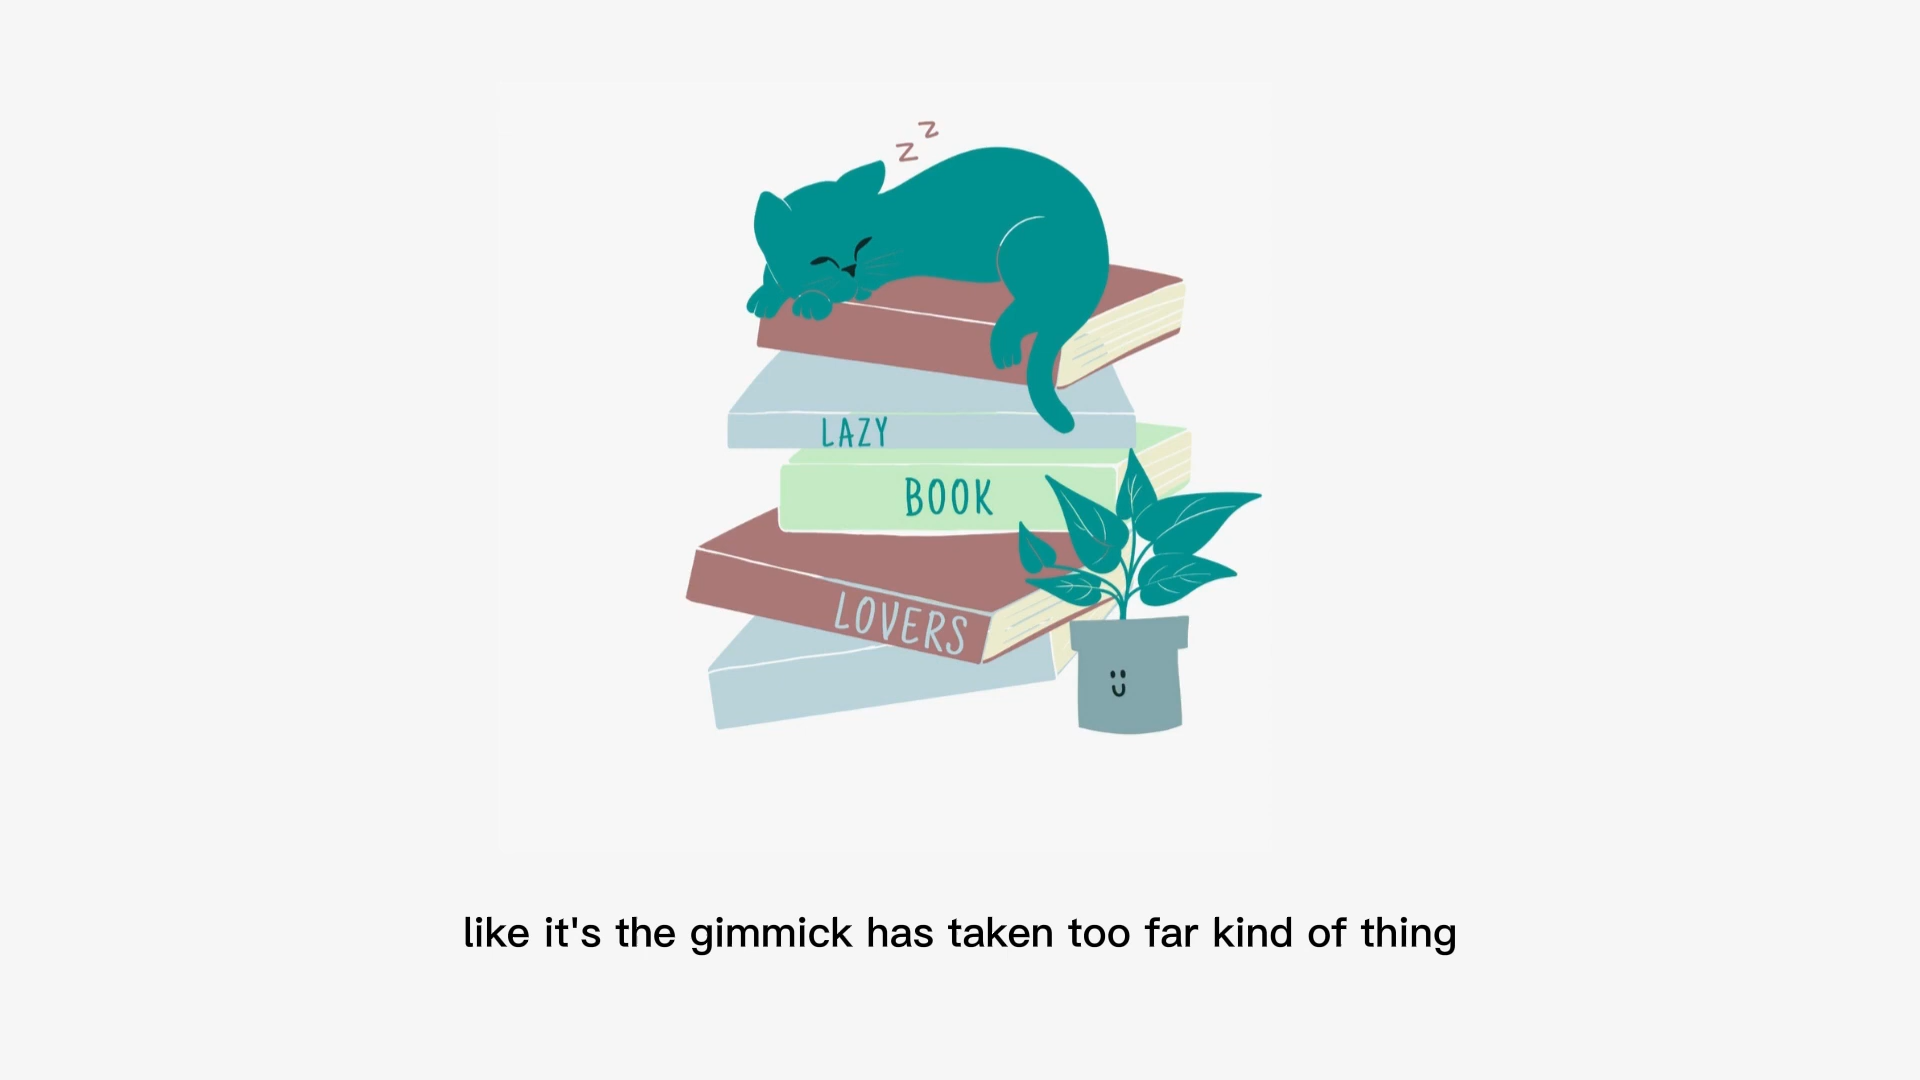 z
z
LAZY
BOOK
LOVERS
like it's the gimmick has taken too far kind of thing